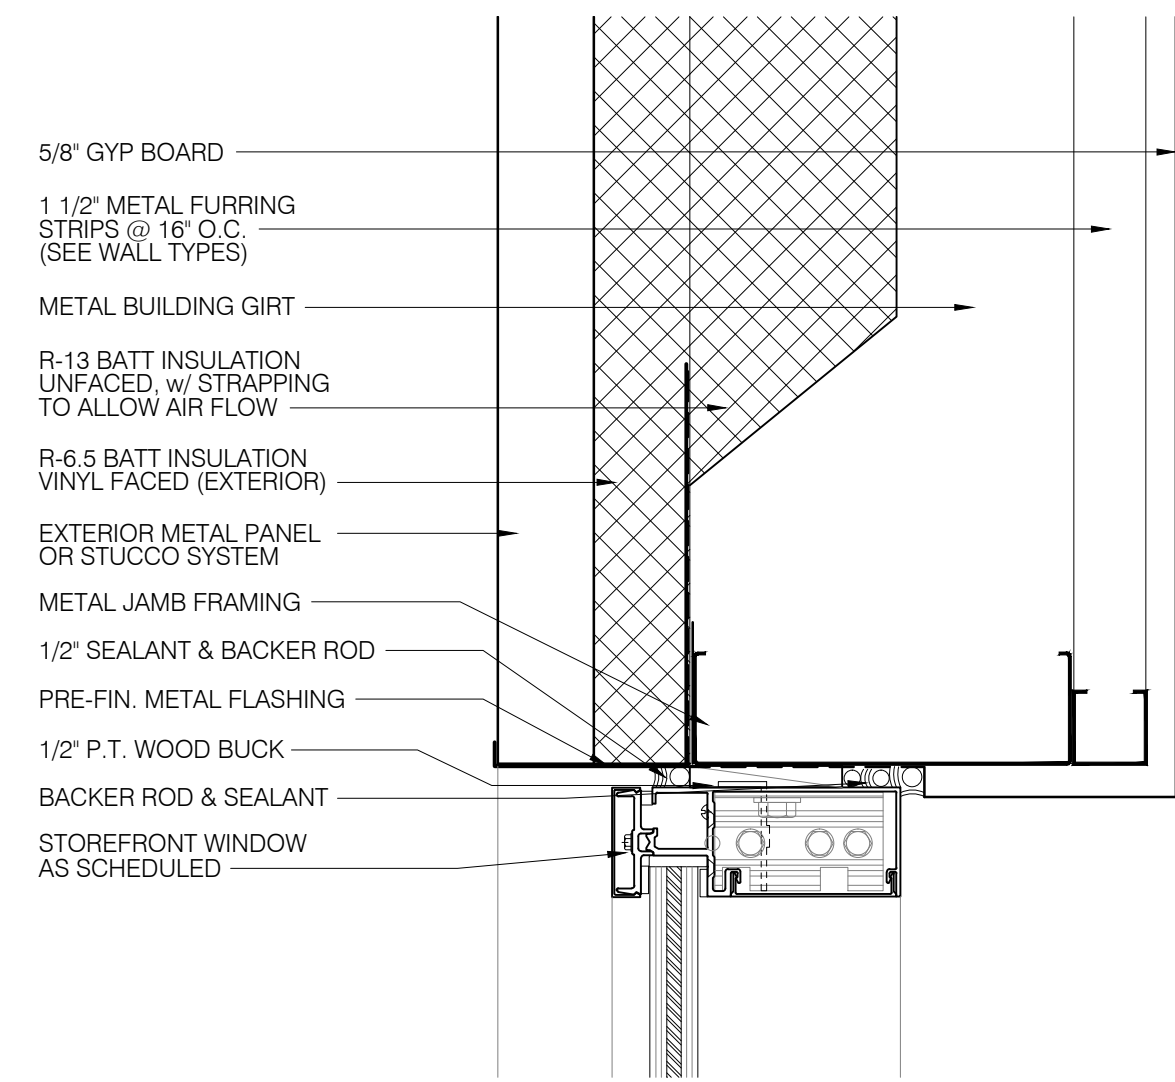 5/8" GYP BOARD
1 1/2" METAL FURRING
STRIPS @ 16" O.C.
(SEE WALL TYPES)
METAL BUILDING GIRT
R-13 BATT INSULATION
UNFACED, w/ STRAPPING
TO ALLOW AIR FLOW
R-6.5 BATT INSULATION
VINYL FACED (EXTERIOR)
EXTERIOR METAL PANEL
OR STUCCO SYSTEM
METAL JAMB FRAMING
1/2" SEALANT & BACKER ROD
PRE-FIN. METAL FLASHING
1/2" P.T. WOOD BUCK
BACKER ROD & SEALANT
STOREFRONT WINDOW
AS SCHEDULED